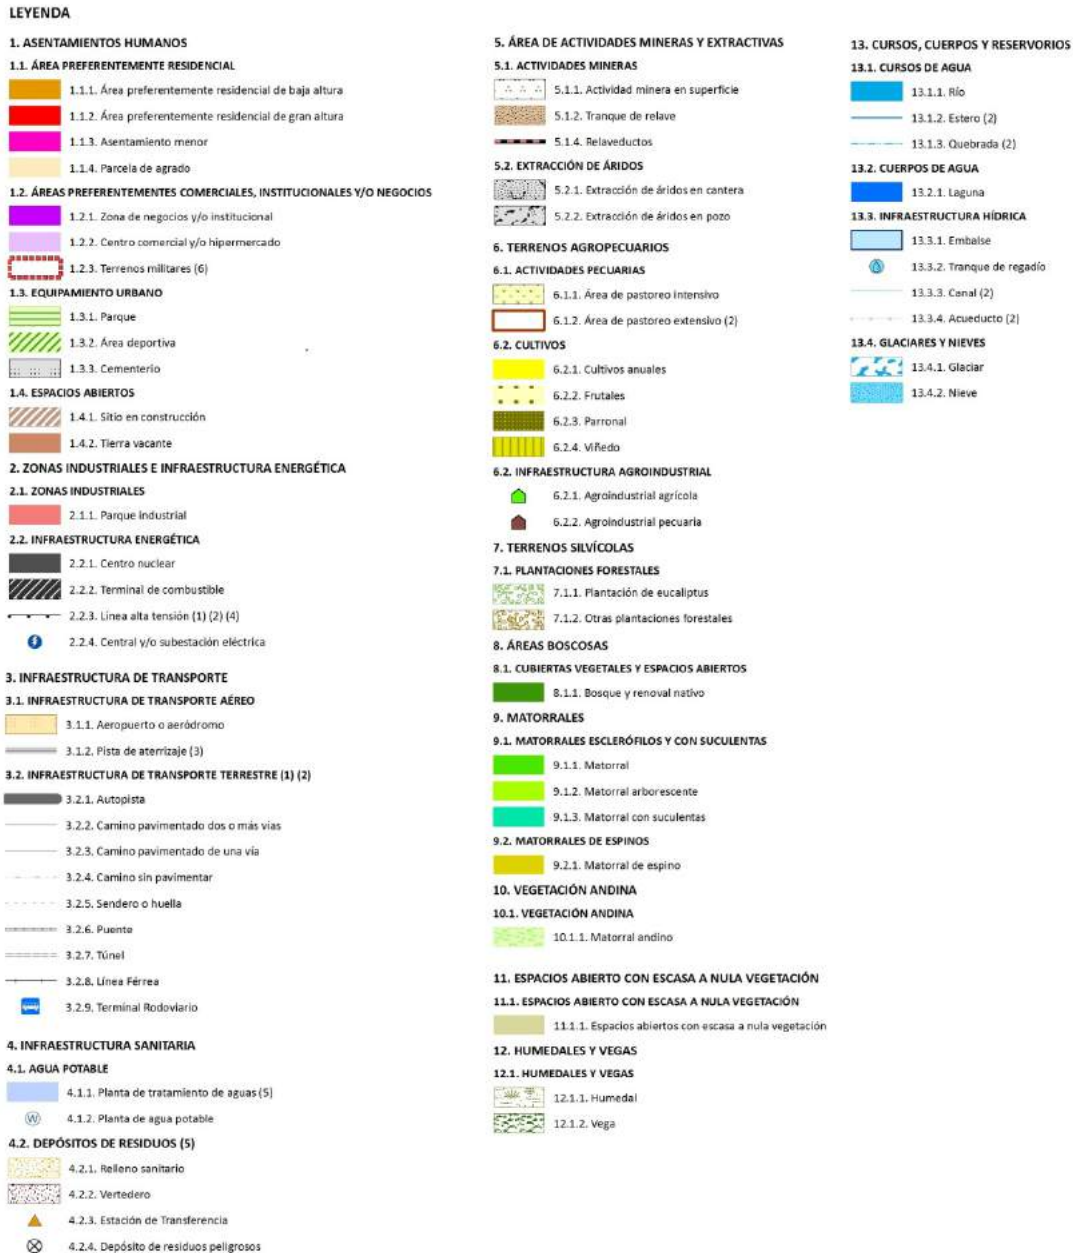 LEYENDA
1. ASENTAMIENTOS HUMANOS
1.1. ÁREA PREFERENTEMENTE RESIDENCIAL
1.1.1. Área preferentemente residencial de baja altura
1.1.2. Área preferentemente residencial de gran altura
1.1.3. Asentamiento menor
1.1.4. Parcela de agrado
1.2. ÁREAS PREFERENTEMENTES COMERCIALES, INSTITUCIONALES Y/O NEGOCIOS
1.2.1. Zona de negocios y/o institucional
1.2.2. Centro comercial y/o hipermercado
1.2.3. Terrenos militares (6)
1.3. EQUIPAMIENTO URBANO
1.3.1. Parque
1.3.2. Área deportiva
1.3.3. Cementerio
1.4. ESPACIOS ABIERTOS
1.4.1. Sitio en construcción
1.4.2. Tierra vacante
2. ZONAS INDUSTRIALES E INFRAESTRUCTURA ENERGÉTICA
2.1. ZONAS INDUSTRIALES
2.1.1. Parque industrial
2.2. INFRAESTRUCTURA ENERGÉTICA
2.2.1. Centro nuclear
2.2.2. Terminal de combustible
2.2.3. Línea alta tensión (1) (2) (4)
2.2.4. Central y/o subestación eléctrica
3. INFRAESTRUCTURA DE TRANSPORTE
3.1. INFRAESTRUCTURA DE TRANSPORTE AÉREO
3.1.1. Aeropuerto o aeródromo
3.1.2. Pista de aterrizaje (3)
3.2. INFRAESTRUCTURA DE TRANSPORTE TERRESTRE (1) (2)
3.2.1. Autopista
3.2.2. Camino pavimentado dos o más vías
3.2.3. Camino pavimentado de una vía
3.2.4. Camino sin pavimentar
3.2.5. Sendero o huella
3.2.6. Puente
3.2.7. Túnel
3.2.8. Línea Férrea
3.2.9. Terminal Rodoviario
4. INFRAESTRUCTURA SANITARIA
4.1. AGUA POTABLE
4.1.1. Planta de tratamiento de aguas (5)
W 4.1.2. Planta de agua potable
4.2. DEPÓSITOS DE RESIDUOS (5)
4.2.1. Relleno sanitario
4.2.2. Vertedero
4.2.3. Estación de Transferencia
4.2.4. Depósito de residuos peligrosos
5. ÁREA DE ACTIVIDADES MINERAS Y EXTRACTIVAS
5.1. ACTIVIDADES MINERAS
5.1.1. Actividad minera en superficie
5.1.2. Tranque de relave
5.1.4. Relaveductos
5.2. EXTRACCIÓN DE ÁRIDOS
5.2.1. Extracción de áridos en cantera
5.2.2. Extracción de áridos en pozo
6. TERRENOS AGROPECUARIOS
6.1. ACTIVIDADES PECUARIAS
6.1.1. Área de pastoreo intensivo
6.1.2. Área de pastoreo extensivo (2)
6.2. CULTIVOS
6.2.1. Cultivos anuales
6.2.2. Frutales
6.2.3. Parronal
6.2.4. Viñedo
6.2. INFRAESTRUCTURA AGROINDUSTRIAL
6.2.1. Agroindustrial agrícola
6.2.2. Agroindustrial pecuaria
7. TERRENOS SILVÍCOLAS
7.1. PLANTACIONES FORESTALES
7.1.1. Plantación de eucaliptus
7.1.2. Otras plantaciones forestales
8. ÁREAS BOSCOSAS
8.1. CUBIERTAS VEGETALES Y ESPACIOS ABIERTOS
8.1.1. Bosque y renoval nativo
9. MATORRALES
9.1. MATORRALES ESCLERÓFILOS Y CON SUCULENTAS
9.1.1. Matorral
9.1.2. Matorral arborescente
9.1.3. Matorral con suculentas
9.2. MATORRALES DE ESPINOS
9.2.1. Matorral de espino
10. VEGETACIÓN ANDINA
10.1. VEGETACIÓN ANDINA
10.1.1. Matorral andino
11. ESPACIOS ABIERTO CON ESCASA A NULA VEGETACIÓN
11.1. ESPACIOS ABIERTO CON ESCASA A NULA VEGETACIÓN
11.1.1. Espacios abiertos con escasa a nula vegetación
12. HUMEDALES Y VEGAS
12.1. HUMEDALES Y VEGAS
12.1.1. Humedal
12.1.2. Vega
13. CURSOS, CUERPOS Y RESERVORIOS
13.1. CURSOS DE AGUA
13.1.1. Río
13.1.2. Estero (2)
13.1.3. Quebrada (2)
13.2. CUERPOS DE AGUA
13.2.1. Laguna
13.3. INFRAESTRUCTURA HÍDRICA
13.3.1. Embalse
13.3.2. Tranque de regadío
13.3.3. Canal (2)
13.3.4. Acueducto (2)
13.4. GLACIARES Y NIEVES
13.4.1. Glaciar
13.4.2. Nieve